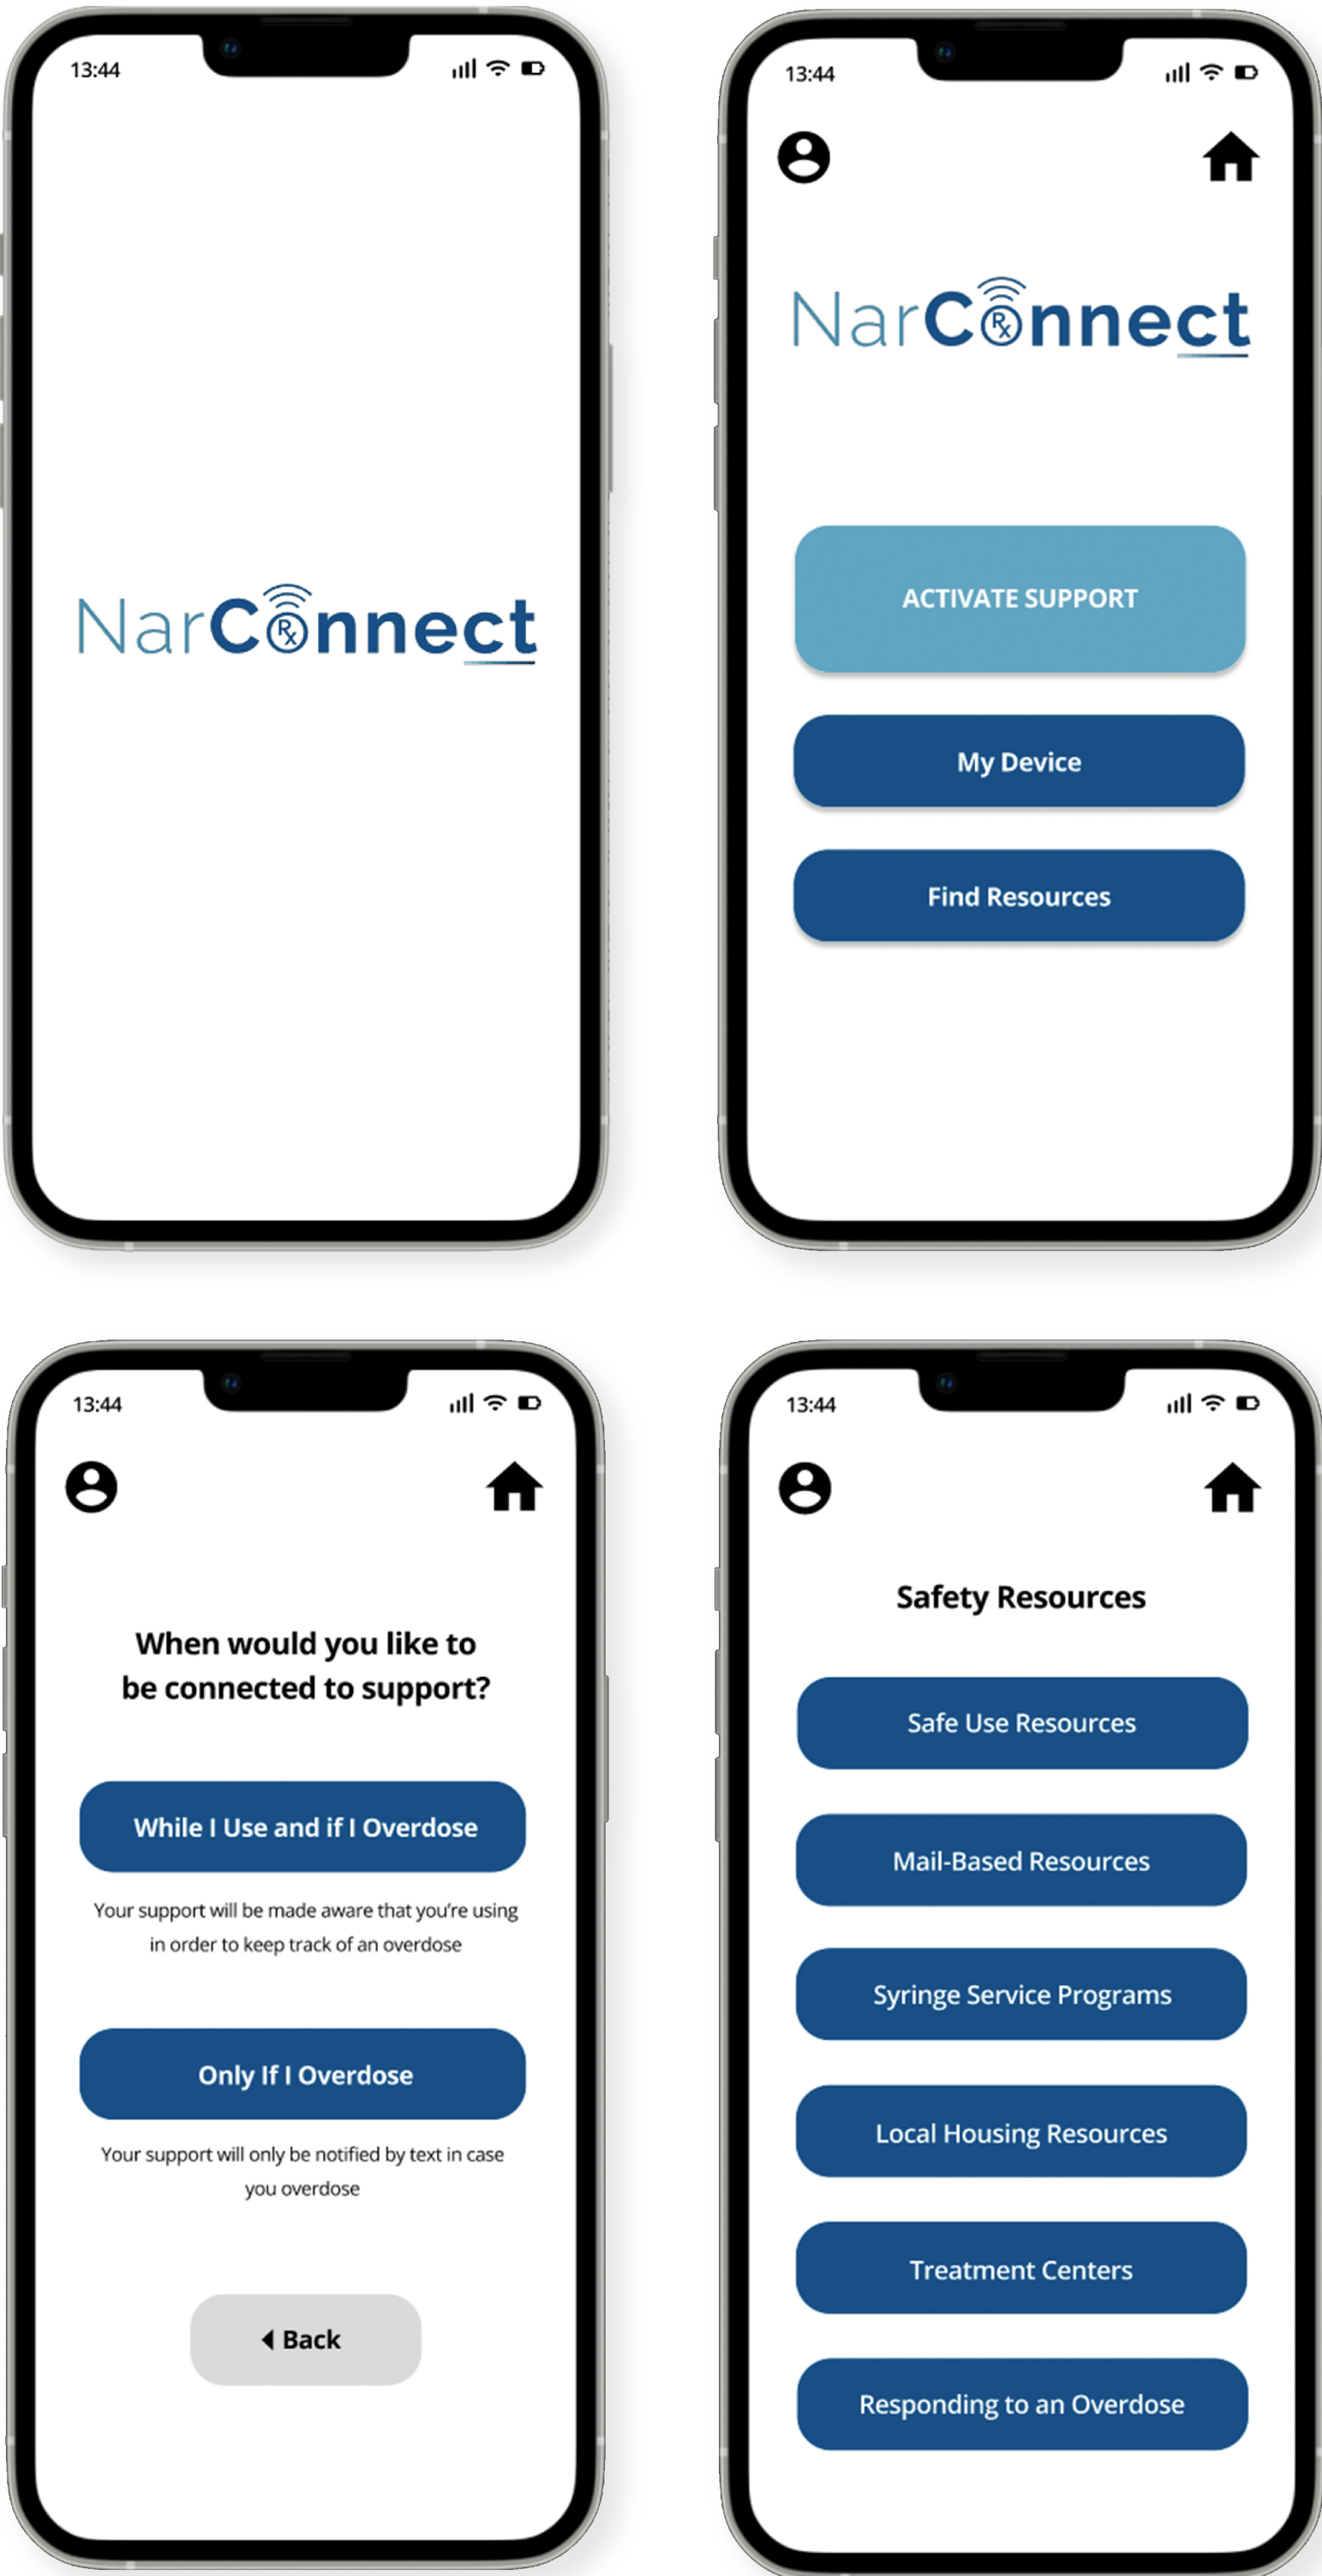 13:44
NarConnect
Rx
13:44
NarConnect
Rx
ACTIVATE SUPPORT
My Device
Find Resources
13:44
When would you like to
be connected to support?
While I Use and if I Overdose
Your support will be made aware that you're using
in order to keep track of an overdose
Only If I Overdose
Your support will only be notified by text in case
you overdose
Back
13:44
Safety Resources
Safe Use Resources
Mail-Based Resources
Syringe Service Programs
Local Housing Resources
Treatment Centers
Responding to an Overdose